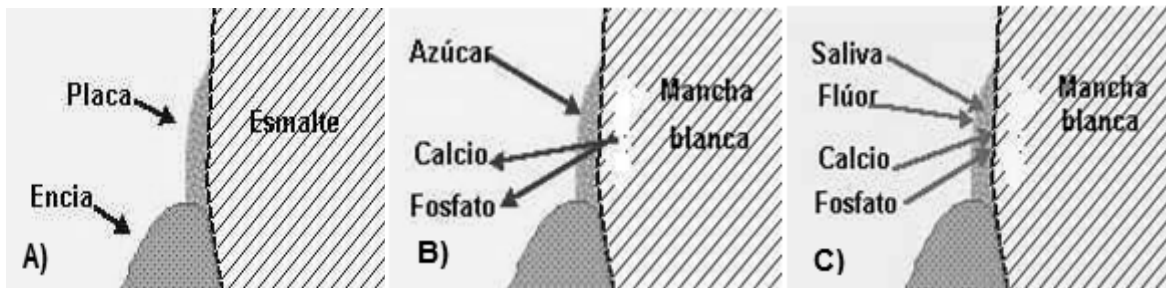 Placa
Esmalte
Encia
A)
Azúcar
Mancha
blanca
Calcio
Fosfato
B)
Saliva
Flúor
Mancha
blanca
Calcio
Fosfato
C)